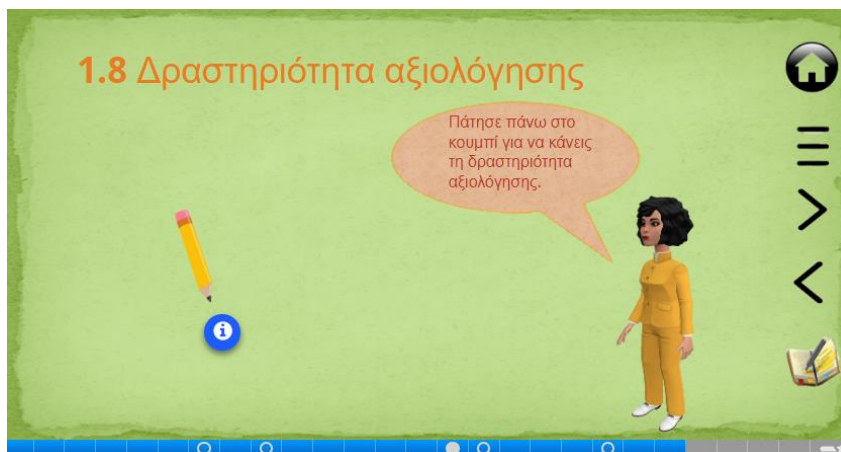 1.8 Δραστηριότητα αξιολόγησης
Πάτησε πάνω στο
κουμπί για να κάνεις
τη δραστηριότητα
αξιολόγησης.